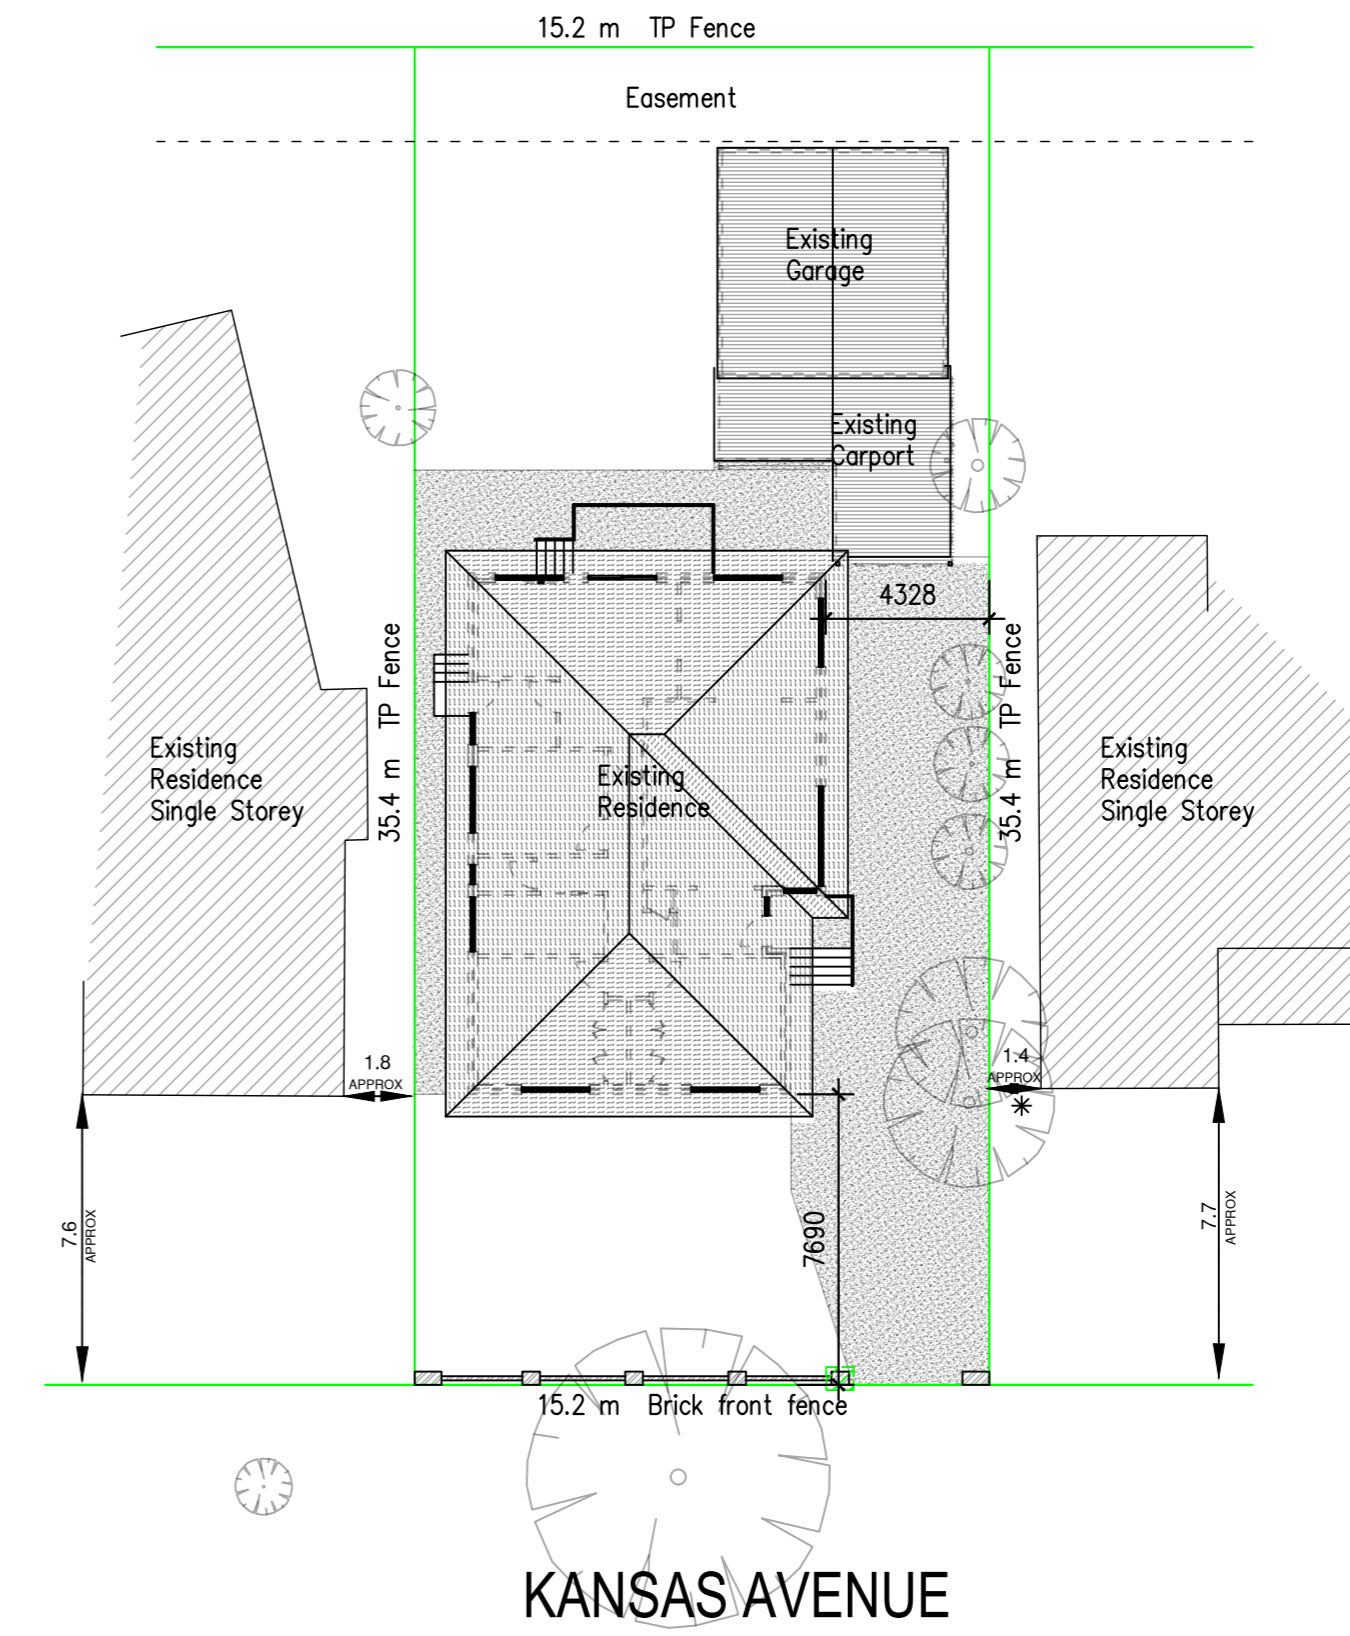 15.2 m TP Fence
Easement
Existing
Garage
Existing
Carport
4328
35.4 m TP Fence
35.4 m TP Fence
Existing
Residence
Single Storey
Existing
Residence
Existing
Residence
Single Storey
1.8
APPROX
1.4
APPROX
*
7.6
APPROX
7690
7.7
APPROX
15.2 m Brick front fence
KANSAS AVENUE